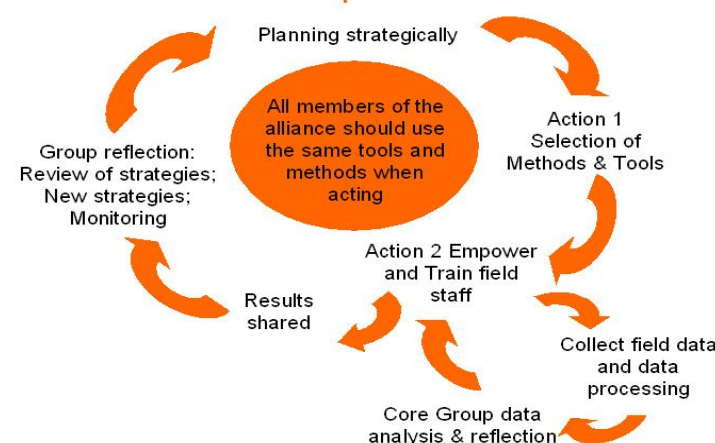 Planning strategically
All members of the
alliance should use
the same tools and
methods when
acting
Action 1
Selection of
Methods & Tools
Action 2 Empower
and Train field
staff
Collect field data
and data
processing
Core Group data
analysis & reflection
Results
shared
Group reflection:
Review of strategies;
New strategies;
Monitoring